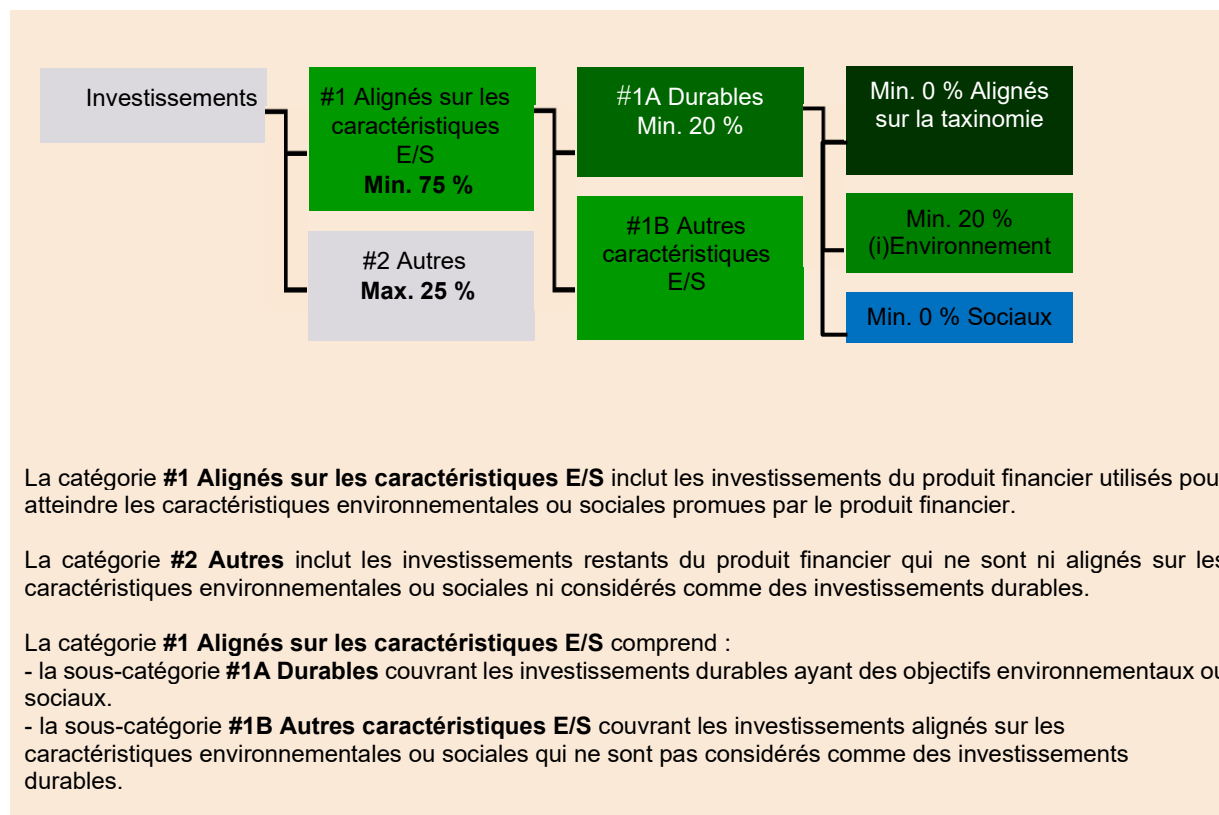 Investissements
#1 Alignés sur les
caractéristiques
E/S
Min. 75 %
#2 Autres
Max. 25 %
#1A Durables
Min. 20 %
#1B Autres
caractéristiques
E/S
Min. 0 % Alignés
sur la taxinomie
Min. 20 %
(i)Environnement
Min. 0 % Sociaux
La catégorie #1 Alignés sur les caractéristiques E/S inclut les investissements du produit financier utilisés pou
atteindre les caractéristiques environnementales ou sociales promues par le produit financier.
La catégorie #2 Autres inclut les investissements restants du produit financier qui ne sont ni alignés sur les
caractéristiques environnementales ou sociales ni considérés comme des investissements durables.
La catégorie #1 Alignés sur les caractéristiques E/S comprend :
- la sous-catégorie #1A Durables couvrant les investissements durables ayant des objectifs environnementaux ou
sociaux.
- la sous-catégorie #1B Autres caractéristiques E/S couvrant les investissements alignés sur les
caractéristiques environnementales ou sociales qui ne sont pas considérés comme des investissements
durables.